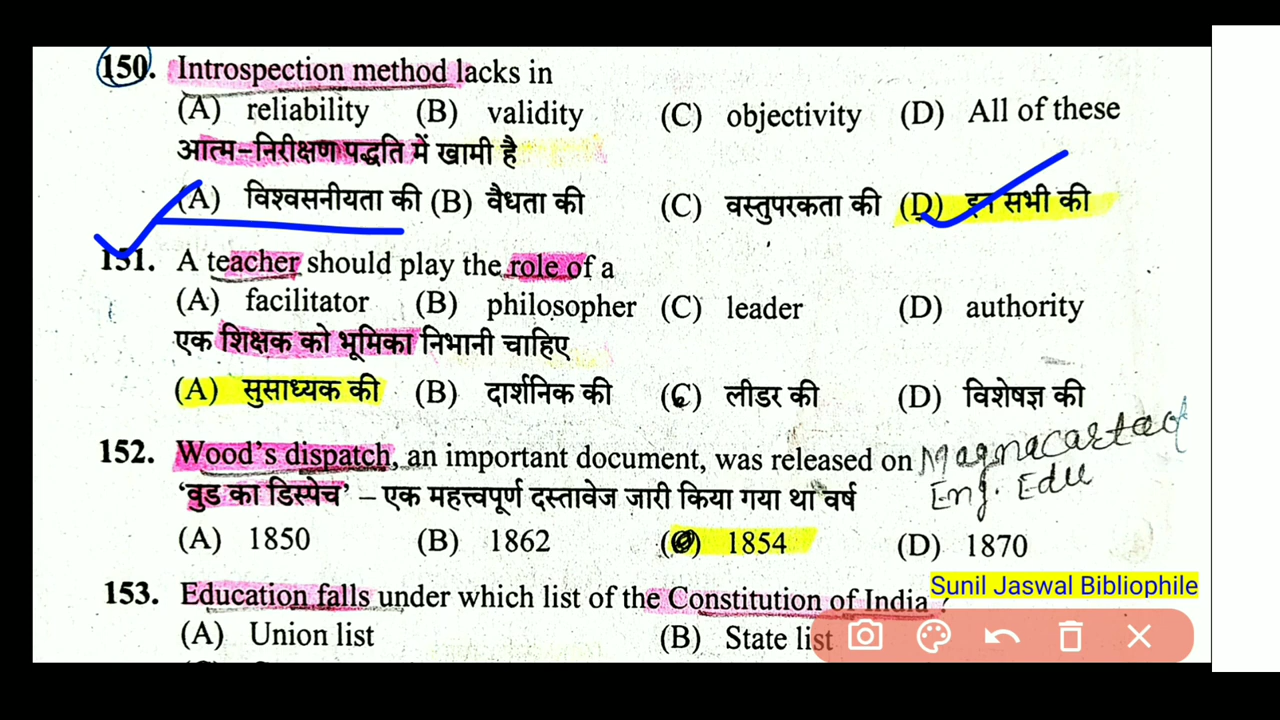 150. Introspection method lacks in
(A) reliability (B) validity (C) objectivity (D) All of these
आत्म-निरीक्षण पद्धति में खामी है
(A) विश्वसनीयता की (B) वैधता की (C) वस्तुपरकता की (D) इन सभी की
151. A teacher should play the role of a
(A) facilitator (B) philosopher (C) leader (D) authority
एक शिक्षक को भूमिका निभानी चाहिए
(A) सुसाध्यक की (B) दार्शनिक की (C) लीडर की (D) विशेषज्ञ की
152. Wood's dispatch, an important document, was released on Magnacarta of
Eng. Edu
'वुड का डिस्पेच' – एक महत्त्वपूर्ण दस्तावेज जारी किया गया था वर्ष
(A) 1850 (B) 1862 (C) 1854 (D) 1870
153. Education falls under which list of the Constitution of India ?
Sunil Jaswal Bibliophile
(A) Union list (B) State list